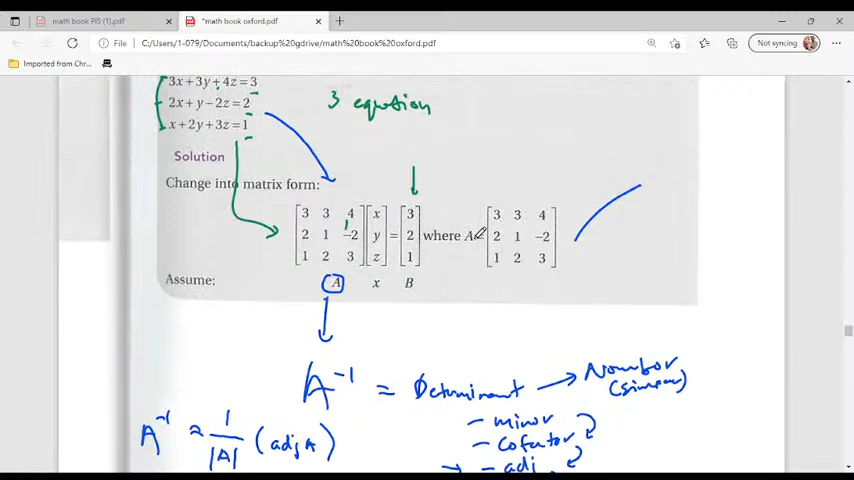 math book PI5 (1).pdf
*math book oxford.pdf
File C:/Users/1-079/Documents/backup%20gdrive/math%20book%20oxford.pdf
Not syncing
Imported from Chr...
3x+3y+4z=3
2x+y−2z=2
x+2y+3z=1
3 equation
Solution
Change into matrix form:
3 3 4 x 3 3 3 4
2 1 −2 y = 2 where A= 2 1 −2
1 2 3 z 1 1 2 3
Assume: A x B
A⁻¹ = Determinant → Number
(simpan)
- minor
A⁻¹ = 1/|A| (adj A)
- cofactor
→ - adj